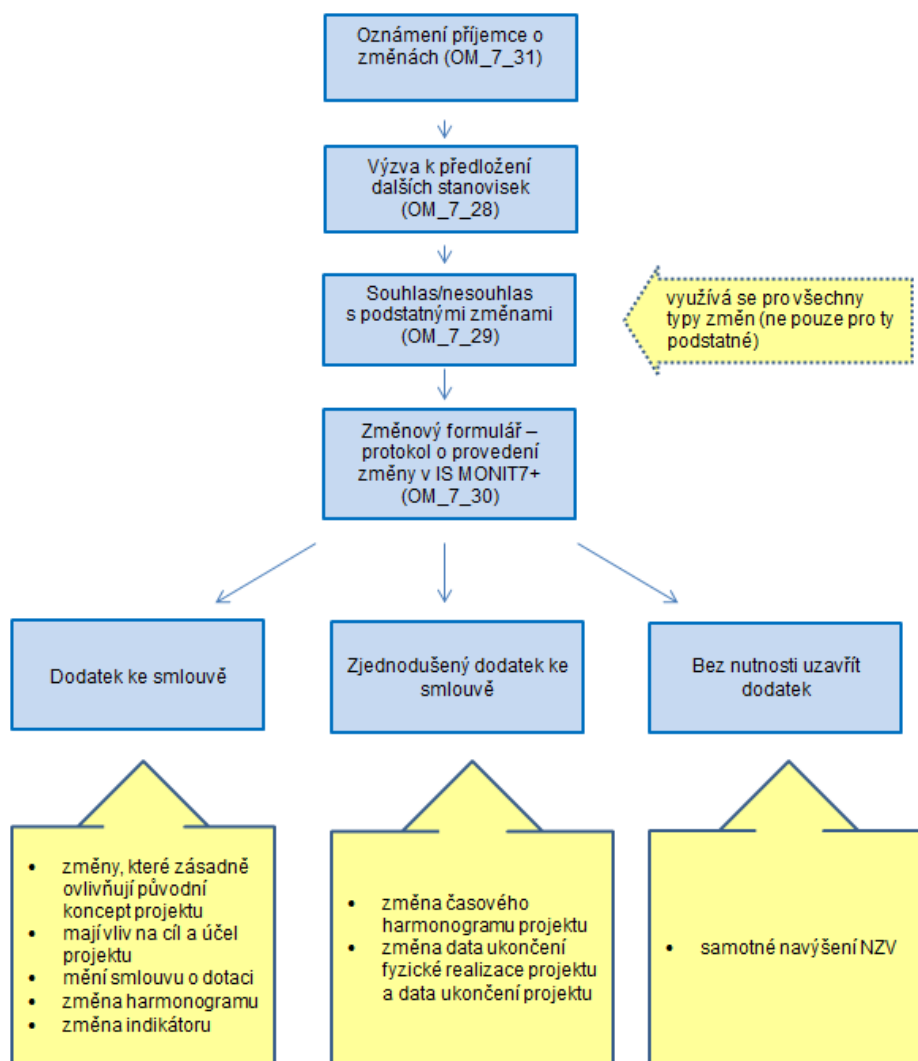 Oznámení příjemce o
změnách (OM_7_31)
Výzva k předložení
dalších stanovisek
(OM_7_28)
Souhlas/nesouhlas
s podstatnými změnami
(OM_7_29)
využívá se pro všechny
typy změn (ne pouze pro ty
podstatné)
Změnový formulář –
protokol o provedení
změny v IS MONIT7+
(OM_7_30)
Dodatek ke smlouvě
Zjednodušený dodatek ke
smlouvě
Bez nutnosti uzavřít
dodatek
• změny, které zásadně
ovlivňují původní
koncept projektu
• mají vliv na cíl a účel
projektu
• mění smlouvu o dotaci
• změna harmonogramu
• změna indikátoru
• změna časového
harmonogramu projektu
• změna data ukončení
fyzické realizace projektu
a data ukončení projektu
• samotné navýšení NZV